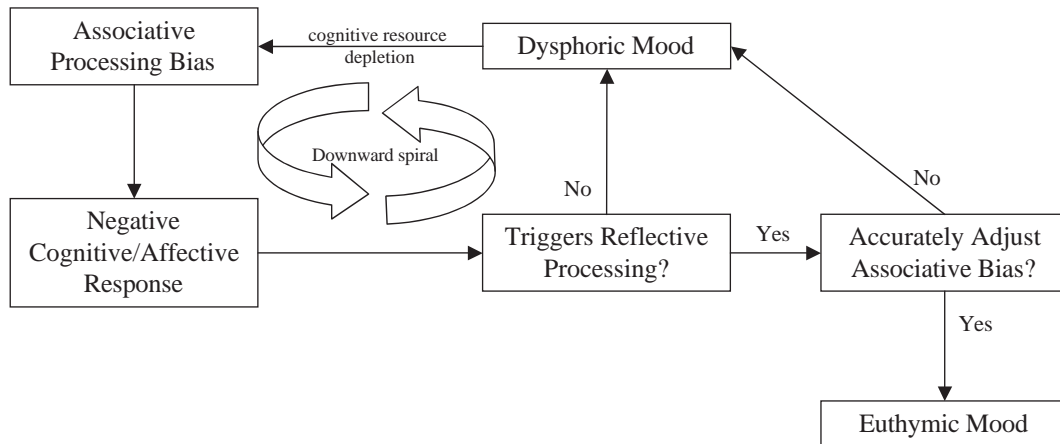 Associative
Processing Bias
cognitive resource
depletion
Dysphoric Mood
Downward spiral
No
No
Negative
Cognitive/Affective
Response
Triggers Reflective
Processing?
Yes
Accurately Adjust
Associative Bias?
Yes
Euthymic Mood